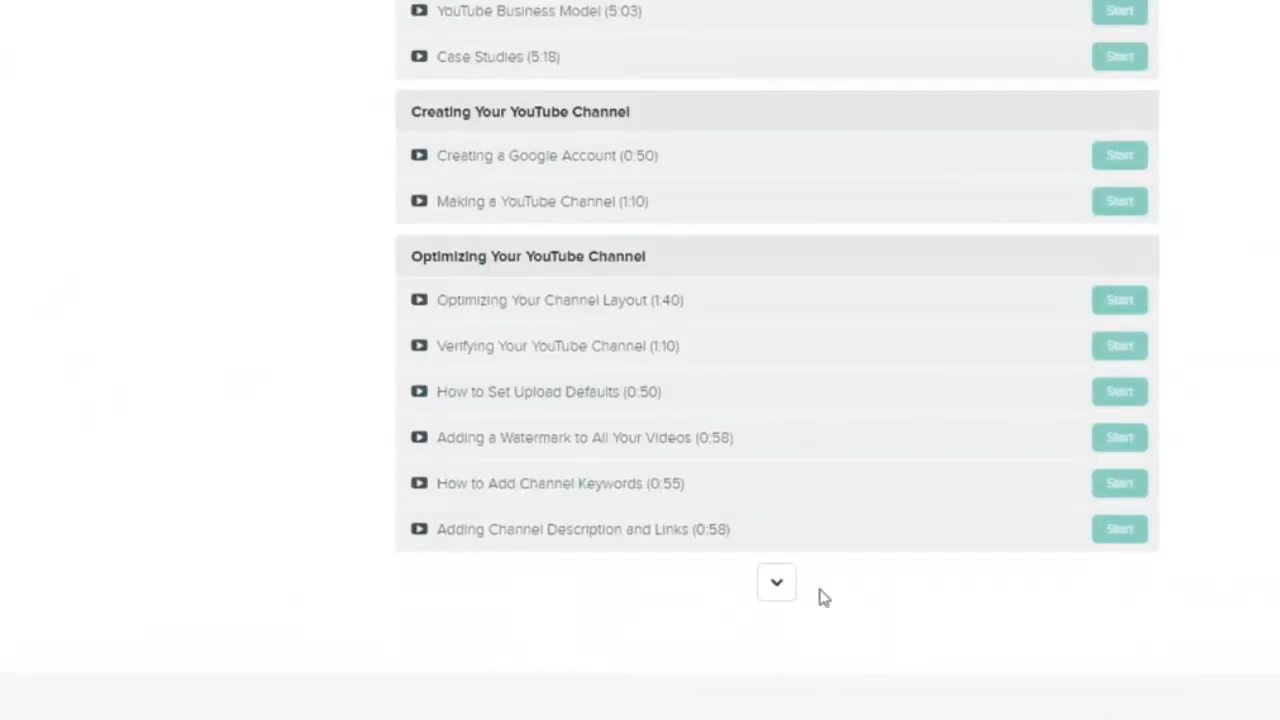 YouTube Business Model (5:03) Start
Case Studies (5:18) Start
Creating Your YouTube Channel
Creating a Google Account (0:50) Start
Making a YouTube Channel (1:10) Start
Optimizing Your YouTube Channel
Optimizing Your Channel Layout (1:40) Start
Verifying Your YouTube Channel (1:10) Start
How to Set Upload Defaults (0:50) Start
Adding a Watermark to All Your Videos (0:58) Start
How to Add Channel Keywords (0:55) Start
Adding Channel Description and Links (0:58) Start